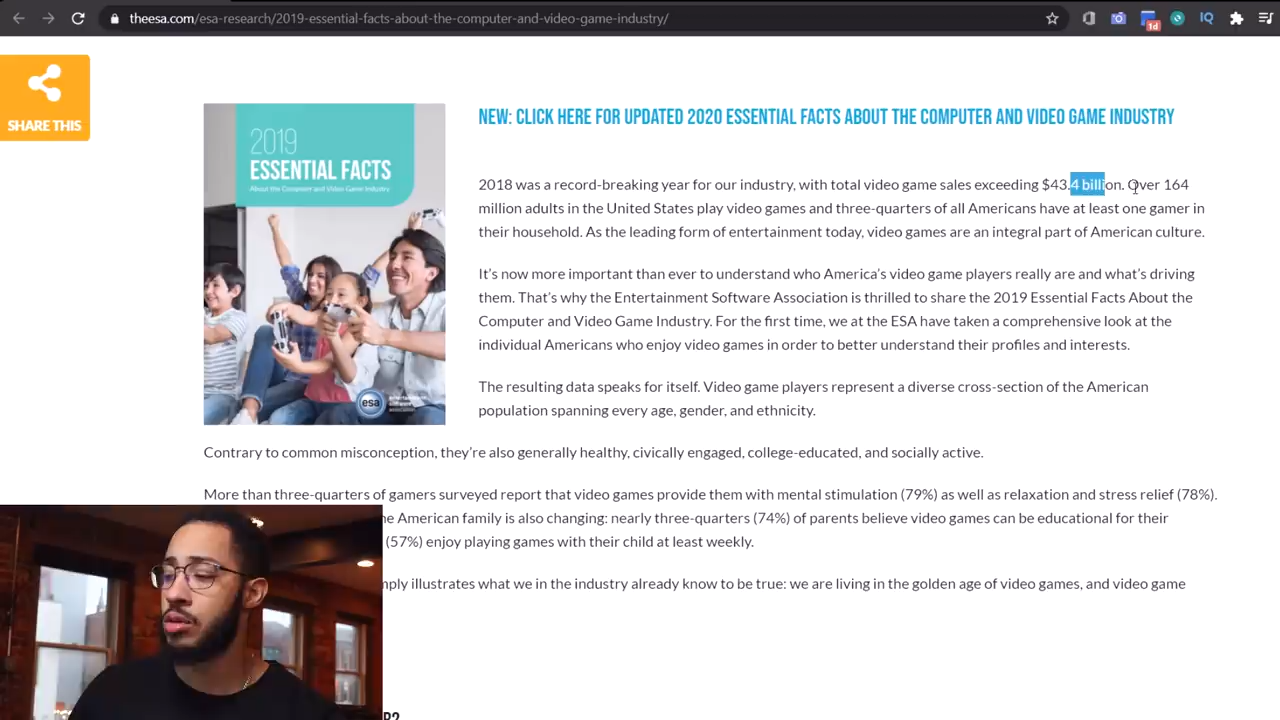 theesa.com/esa-research/2019-essential-facts-about-the-computer-and-video-game-industry/
1d
IQ
SHARE THIS
2019
ESSENTIAL FACTS
About the Computer and Video Game Industry
esa
entertainment
software
association
NEW: CLICK HERE FOR UPDATED 2020 ESSENTIAL FACTS ABOUT THE COMPUTER AND VIDEO GAME INDUSTRY
2018 was a record-breaking year for our industry, with total video game sales exceeding $43.4 billion. Over 164
million adults in the United States play video games and three-quarters of all Americans have at least one gamer in
their household. As the leading form of entertainment today, video games are an integral part of American culture.
It’s now more important than ever to understand who America’s video game players really are and what’s driving
them. That’s why the Entertainment Software Association is thrilled to share the 2019 Essential Facts About the
Computer and Video Game Industry. For the first time, we at the ESA have taken a comprehensive look at the
individual Americans who enjoy video games in order to better understand their profiles and interests.
The resulting data speaks for itself. Video game players represent a diverse cross-section of the American
population spanning every age, gender, and ethnicity.
Contrary to common misconception, they’re also generally healthy, civically engaged, college-educated, and socially active.
More than three-quarters of gamers surveyed report that video games provide them with mental stimulation (79%) as well as relaxation and stress relief (78%).
e American family is also changing: nearly three-quarters (74%) of parents believe video games can be educational for their
(57%) enjoy playing games with their child at least weekly.
mply illustrates what we in the industry already know to be true: we are living in the golden age of video games, and video game